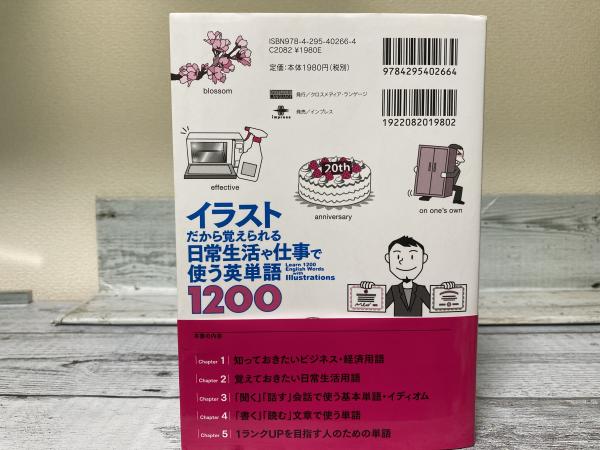 ISBN978-4-295-40266-4
C2082 ¥1980E
定価：本体1980円（税別）
発行／クロスメディア・ランゲージ
impress
発売／インプレス
9784295402664
1922082019802
blossom
effective
20th
anniversary
on one's own
イラスト
だから覚えられる
日常生活や仕事で
使う英単語
1200
Learn 1200
English Words
with
Illustrations
本書の内容
Chapter 1 知っておきたいビジネス・経済用語
Chapter 2 覚えておきたい日常生活用語
Chapter 3 「聞く」「話す」会話で使う基本単語・イディオム
Chapter 4 「書く」「読む」文章で使う単語
Chapter 5 1ランクUPを目指す人のための単語